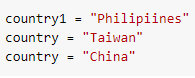 country1 = "Philipiines"
country = "Taiwan"
country = "China"